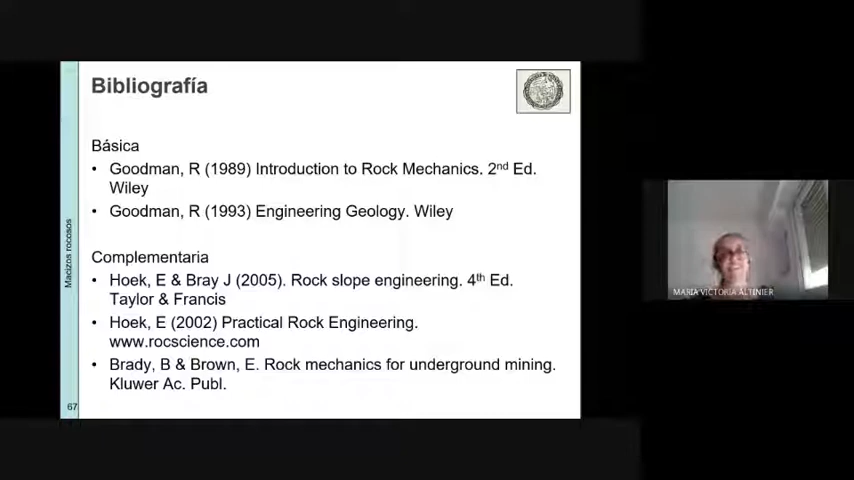 Bibliografía
Básica
• Goodman, R (1989) Introduction to Rock Mechanics. 2nd Ed.
Wiley
• Goodman, R (1993) Engineering Geology. Wiley
Complementaria
• Hoek, E & Bray J (2005). Rock slope engineering. 4th Ed.
Taylor & Francis
• Hoek, E (2002) Practical Rock Engineering.
www.rocscience.com
• Brady, B & Brown, E. Rock mechanics for underground mining.
Kluwer Ac. Publ.
Macizos rocosos
67
MARIA VICTORIA ALTINIER